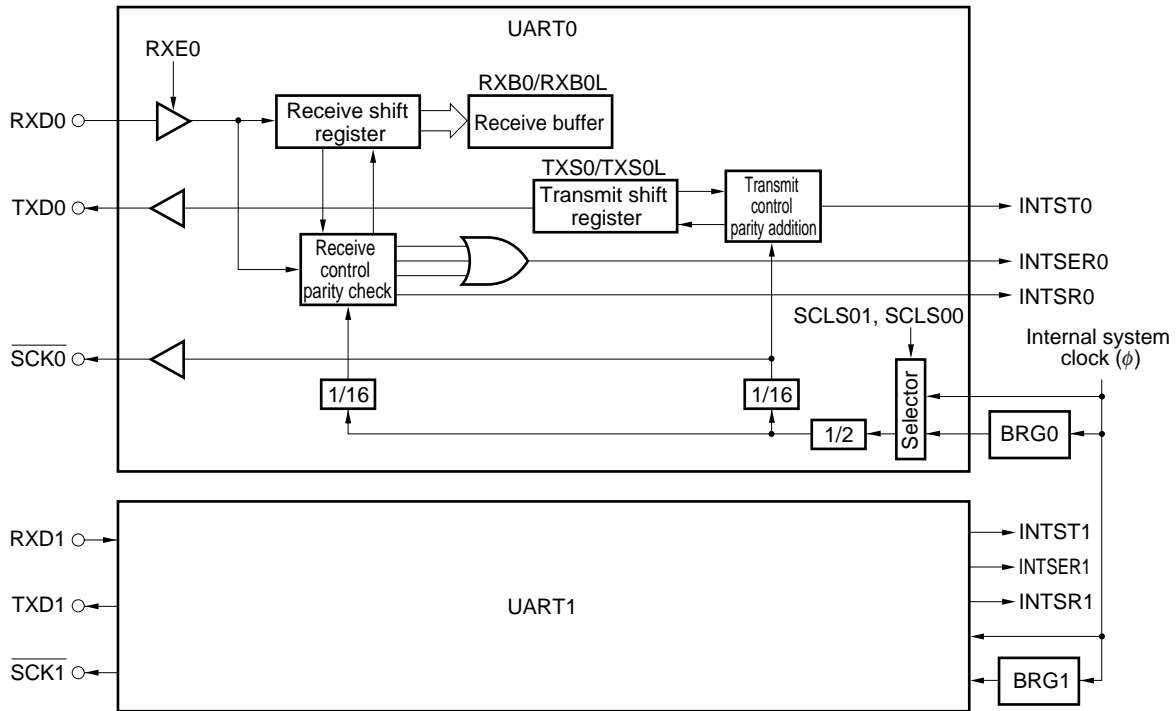 UART0
RXE0
RXB0/RXB0L
RXD0
Receive shift
register
Receive buffer
TXS0/TXS0L
TXD0
Transmit shift
register
Transmit
control
parity addition
INTST0
Receive
control
parity check
INTSER0
INTSR0
SCLS01, SCLS00
SCK0
Internal system
clock (ϕ)
1/16
1/16
1/2
Selector
BRG0
RXD1
INTST1
INTSER1
TXD1
UART1
INTSR1
SCK1
BRG1